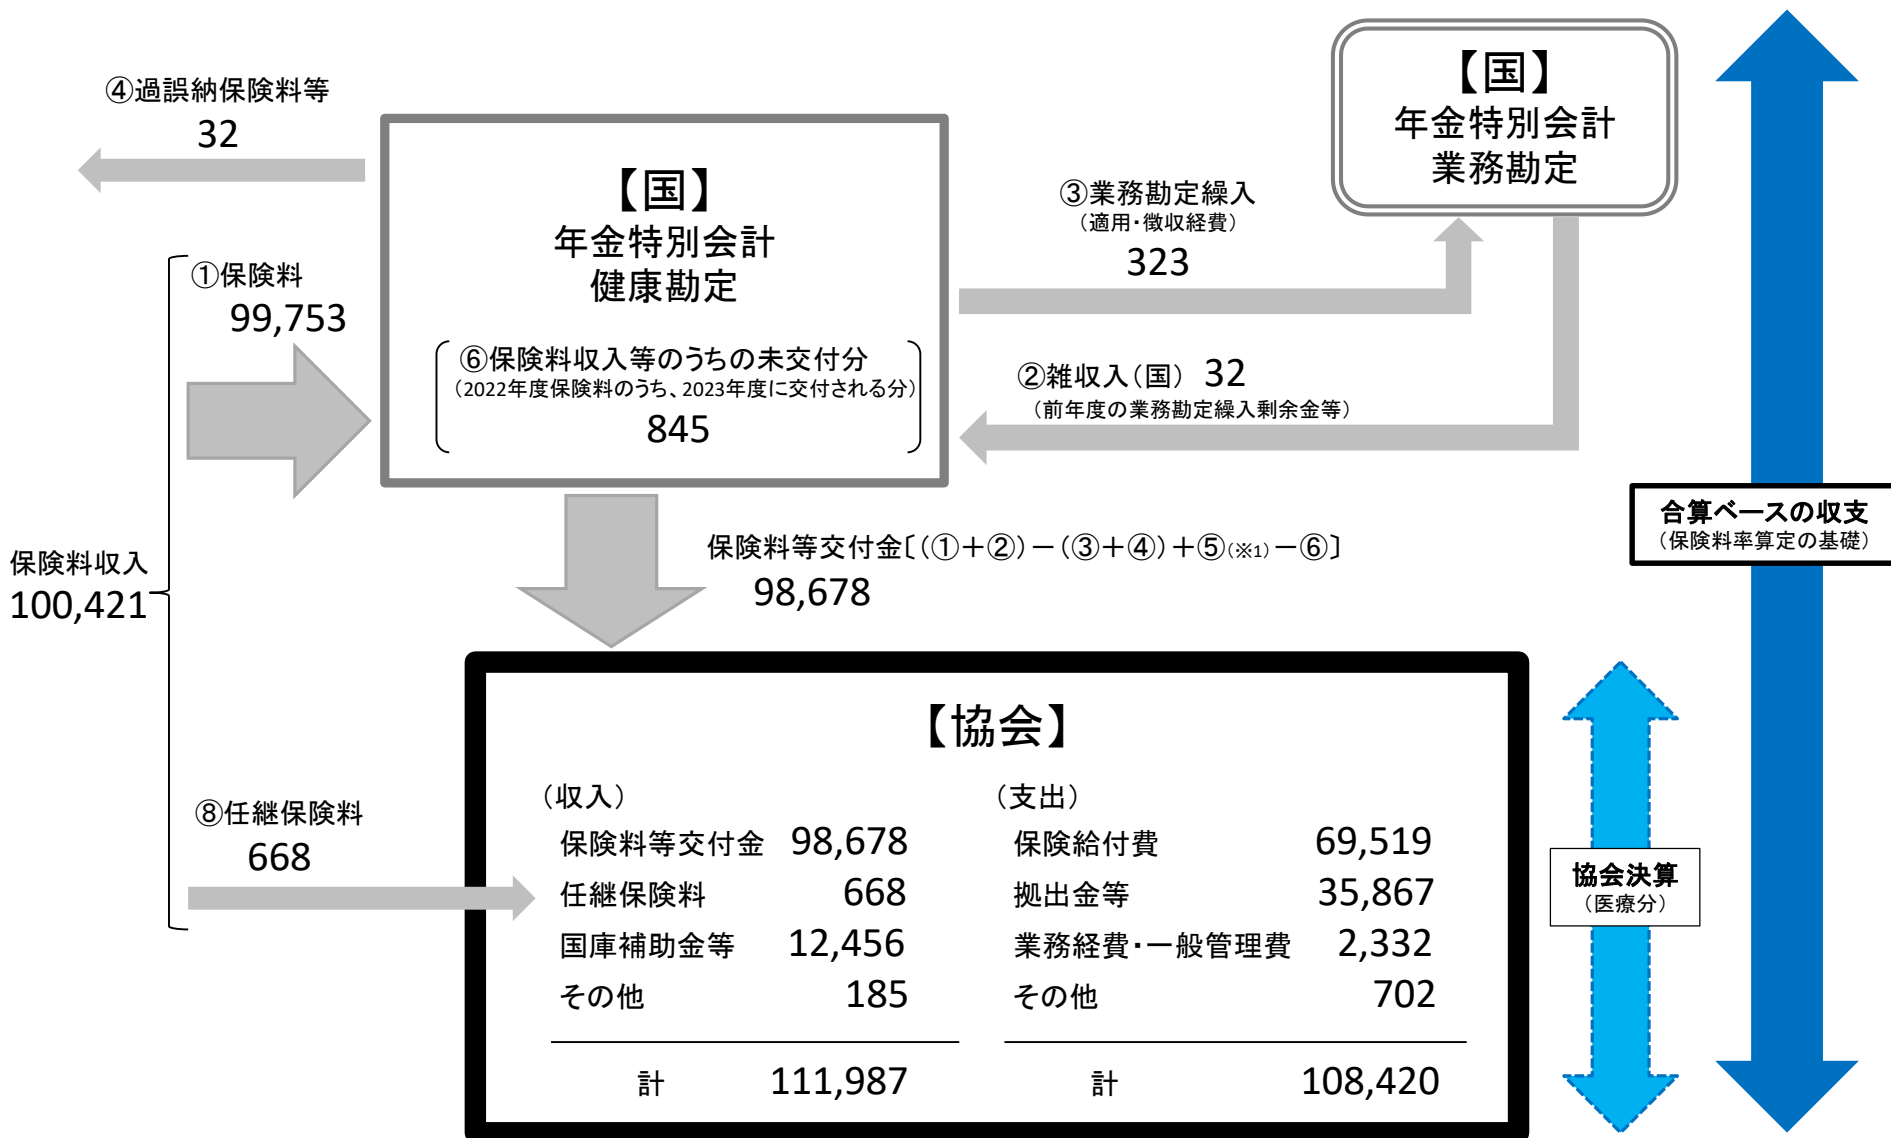 ④過誤納保険料等
32
【国】
年金特別会計
業務勘定
【国】
年金特別会計
健康勘定
③業務勘定繰入
（適用・徴収経費）
323
①保険料
99,753
⑥保険料収入等のうちの未交付分
（2022年度保険料のうち、2023年度に交付される分）
845
②雑収入（国） 32
（前年度の業務勘定繰入剰余金等）
合算ベースの収支
（保険料率算定の基礎）
保険料収入
100,421
保険料等交付金〔（①＋②）－（③＋④）＋⑤（※1）－⑥〕
98,678
【協会】
（収入）
保険料等交付金 98,678
任継保険料 668
国庫補助金等 12,456
その他 185
計 111,987
（支出）
保険給付費 69,519
拠出金等 35,867
業務経費・一般管理費 2,332
その他 702
計 108,420
⑧任継保険料
668
協会決算
（医療分）